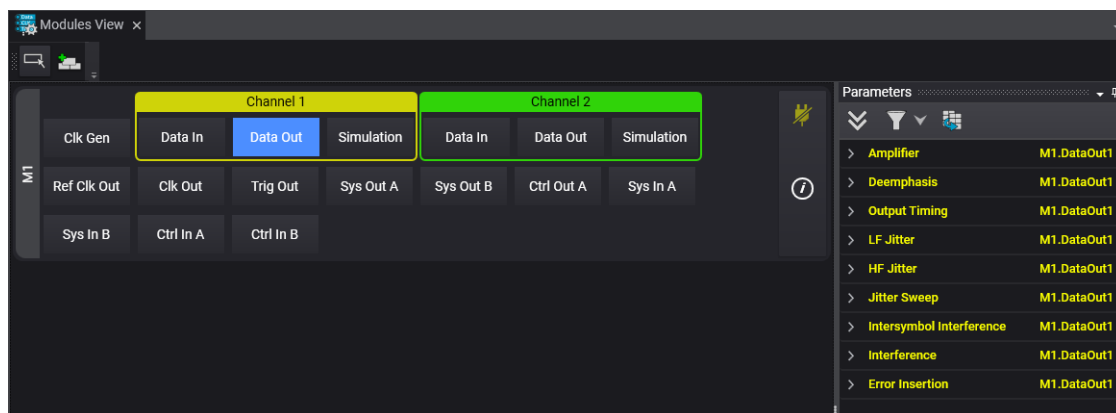 Modules View
Parameters
M1
Channel 1
Channel 2
Clk Gen
Data In
Data Out
Simulation
Data In
Data Out
Simulation
Ref Clk Out
Clk Out
Trig Out
Sys Out A
Sys Out B
Ctrl Out A
Sys In A
Sys In B
Ctrl In A
Ctrl In B
Amplifier M1.DataOut1
Deemphasis M1.DataOut1
Output Timing M1.DataOut1
LF Jitter M1.DataOut1
HF Jitter M1.DataOut1
Jitter Sweep M1.DataOut1
Intersymbol Interference M1.DataOut1
Interference M1.DataOut1
Error Insertion M1.DataOut1